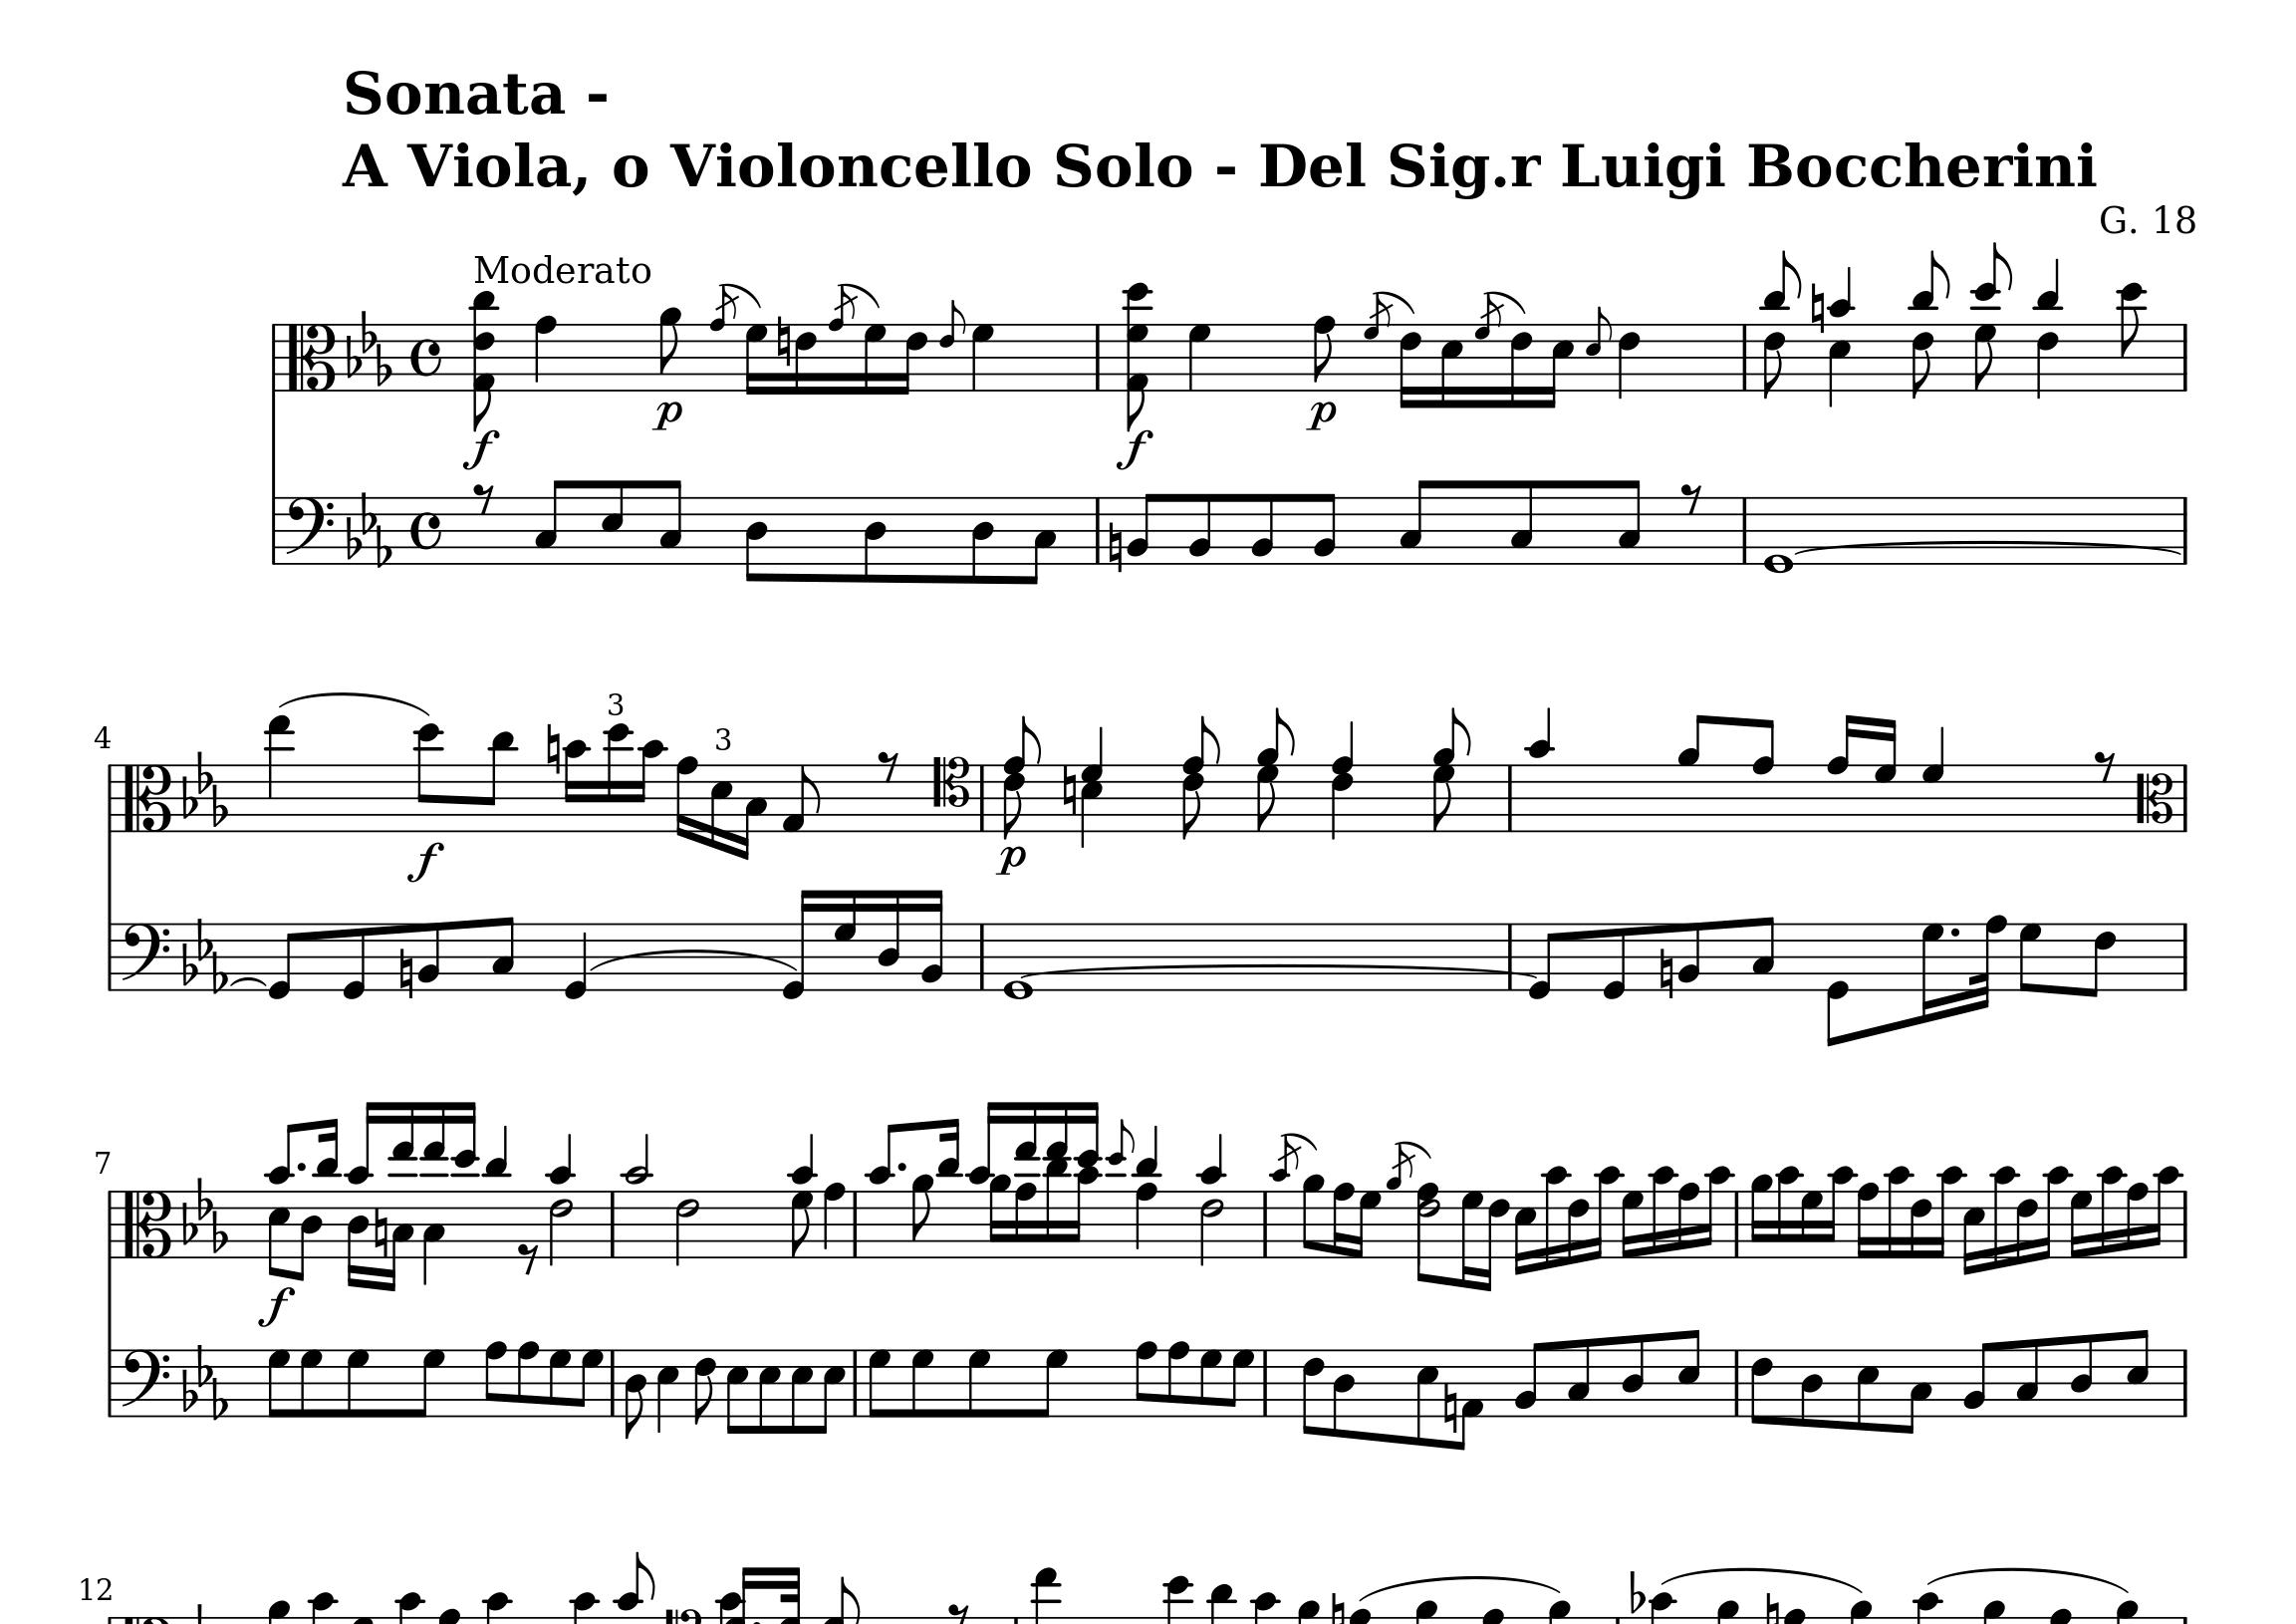 Sonata -
A Viola, o Violoncello Solo - Del Sig.r Luigi Boccherini
G. 18
Moderato
f p f p
4
3 3
f p
7
f
12